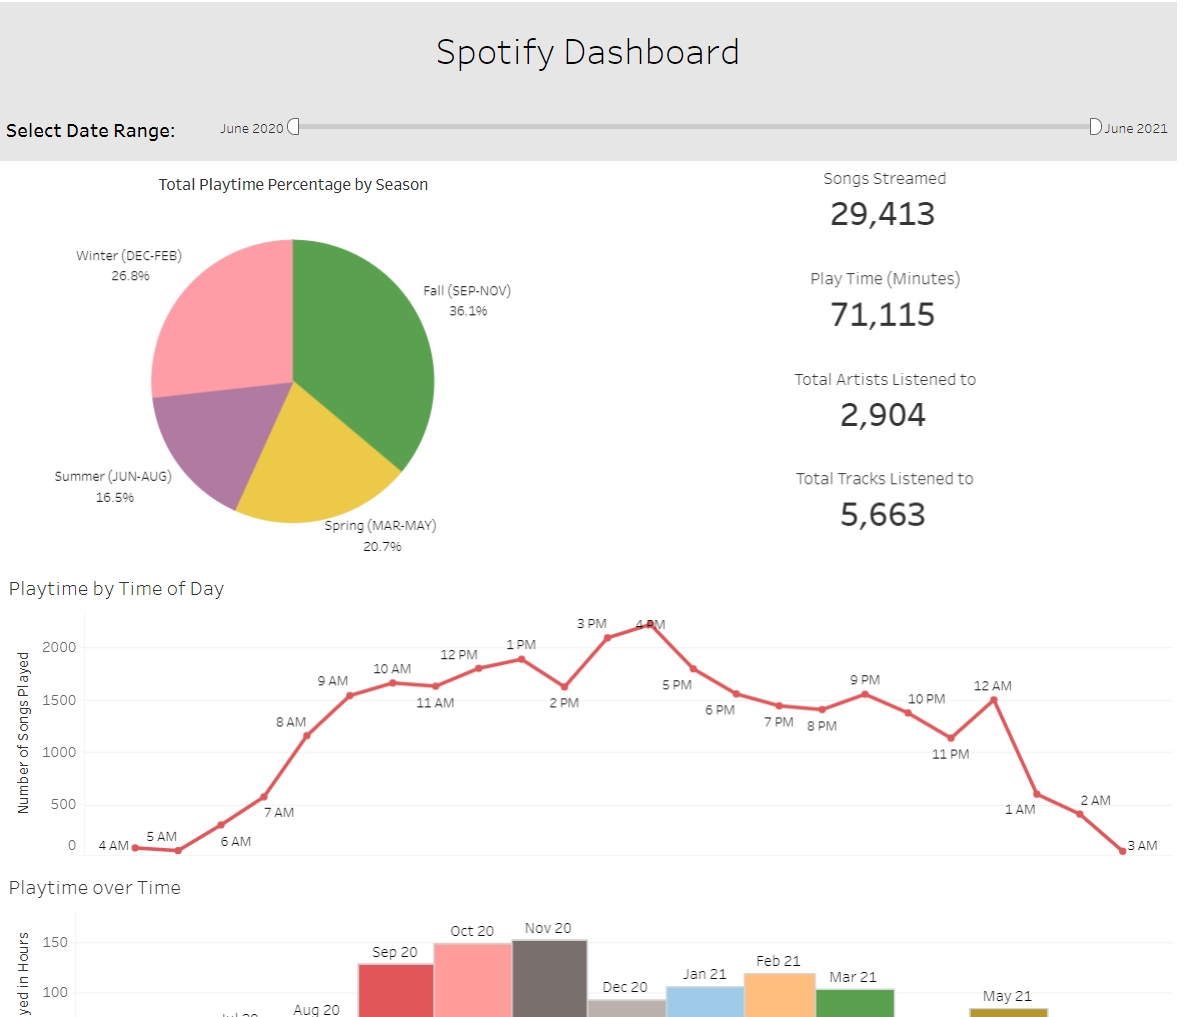 Spotify Dashboard
Select Date Range:
June 2020
June 2021
Total Playtime Percentage by Season
Winter (DEC-FEB)
26.8%
Fall (SEP-NOV)
36.1%
Summer (JUN-AUG)
16.5%
Spring (MAR-MAY)
20.7%
Songs Streamed
29,413
Play Time (Minutes)
71,115
Total Artists Listened to
2,904
Total Tracks Listened to
5,663
Playtime by Time of Day
Number of Songs Played
2000
1500
1000
500
0
4 AM
5 AM
6 AM
7 AM
8 AM
9 AM
10 AM
11 AM
12 PM
1 PM
2 PM
3 PM
4 PM
5 PM
6 PM
7 PM
8 PM
9 PM
10 PM
11 PM
12 AM
1 AM
2 AM
3 AM
Playtime over Time
in Hours
150
100
Aug 20
Sep 20
Oct 20
Nov 20
Dec 20
Jan 21
Feb 21
Mar 21
May 21